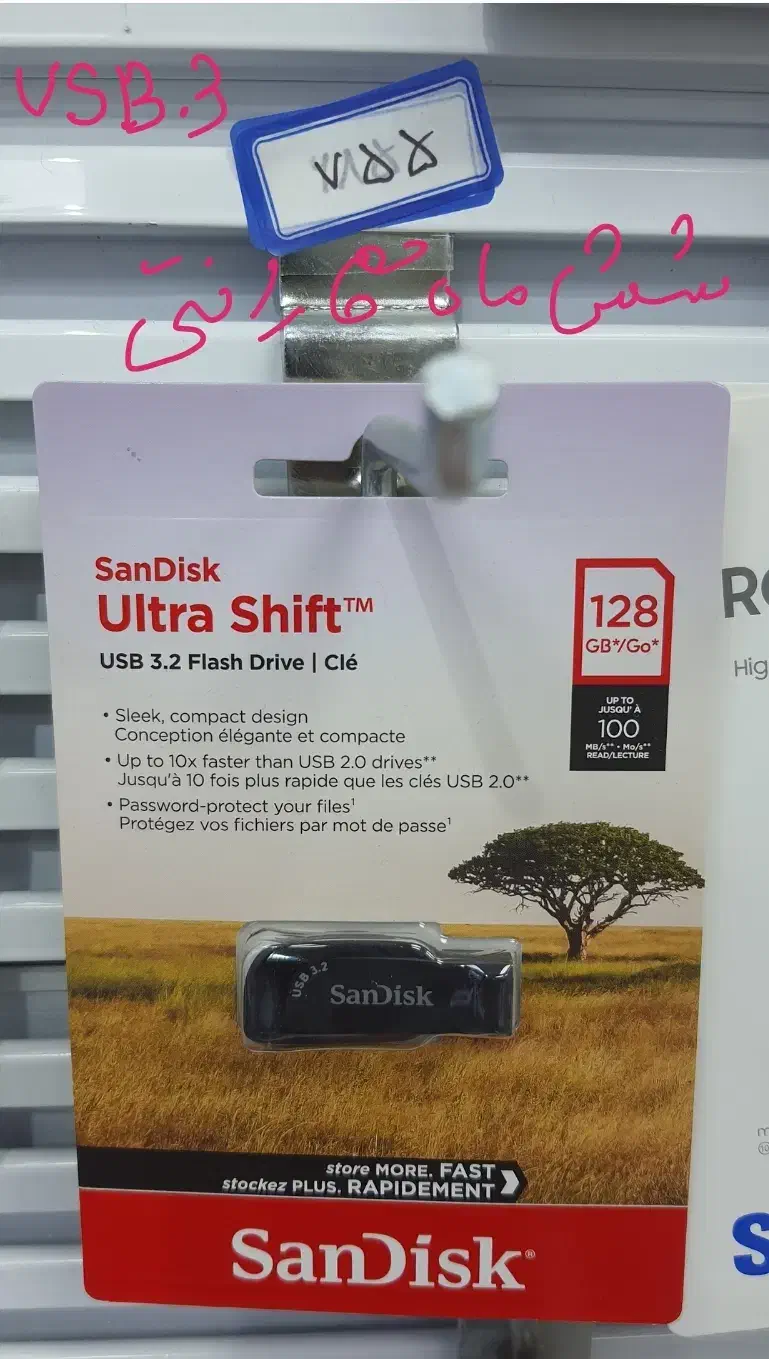 USB.3
۷۵۵
شش ماه گارانتی
SanDisk
Ultra Shift™
USB 3.2 Flash Drive | Clé
• Sleek, compact design
Conception élégante et compacte
• Up to 10x faster than USB 2.0 drives**
Jusqu'à 10 fois plus rapide que les clés USB 2.0**
• Password-protect your files¹
Protégez vos fichiers par mot de passe¹
128
GB*/Go*
UP TO
JUSQU'À
100
MB/s** • Mo/s**
READ/LECTURE
USB 3.2
SanDisk
store MORE. FAST
stockez PLUS. RAPIDEMENT
SanDisk®